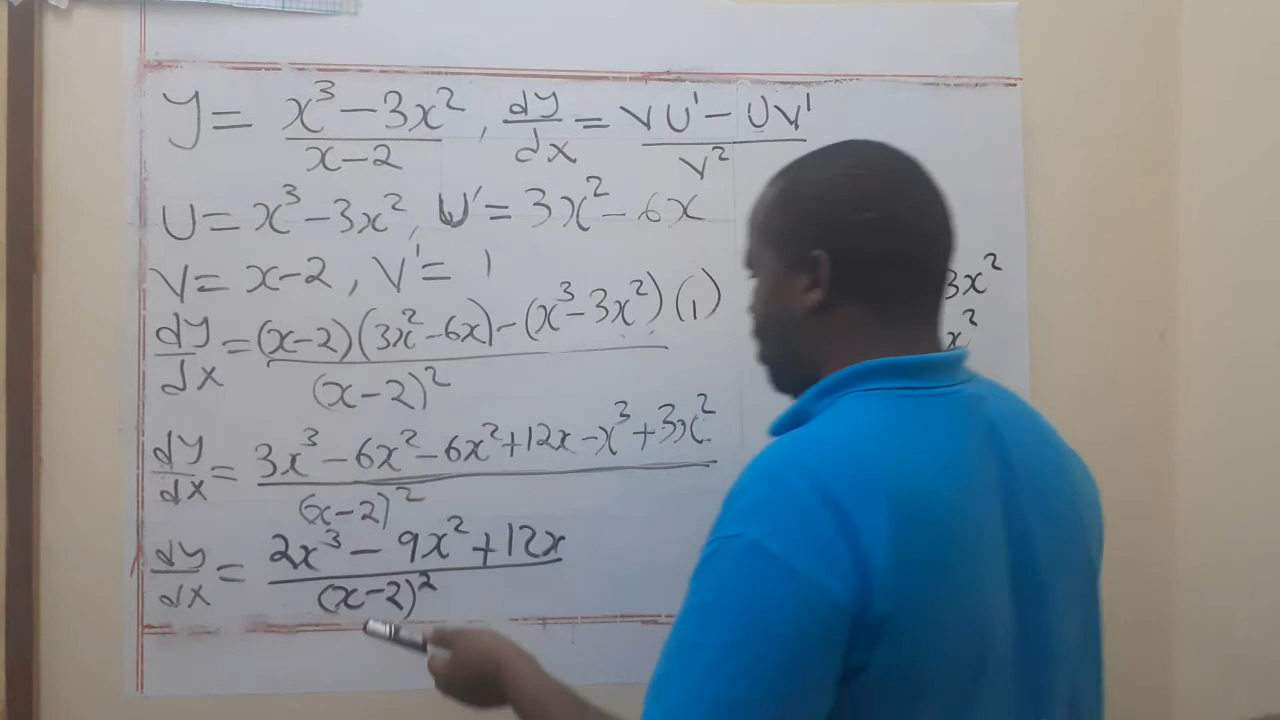 y = x³ – 3x² / x – 2 , dy/dx = VU' – UV' / V²
U = x³ – 3x², U' = 3x² – 6x
V = x – 2, V' = 1
3x²
x²
dy/dx = (x–2)(3x² – 6x) – (x³ – 3x²)(1) / (x–2)²
dy/dx = 3x³ – 6x² – 6x² + 12x – x³ + 3x² / (x–2)²
dy/dx = 2x³ – 9x² + 12x / (x–2)²